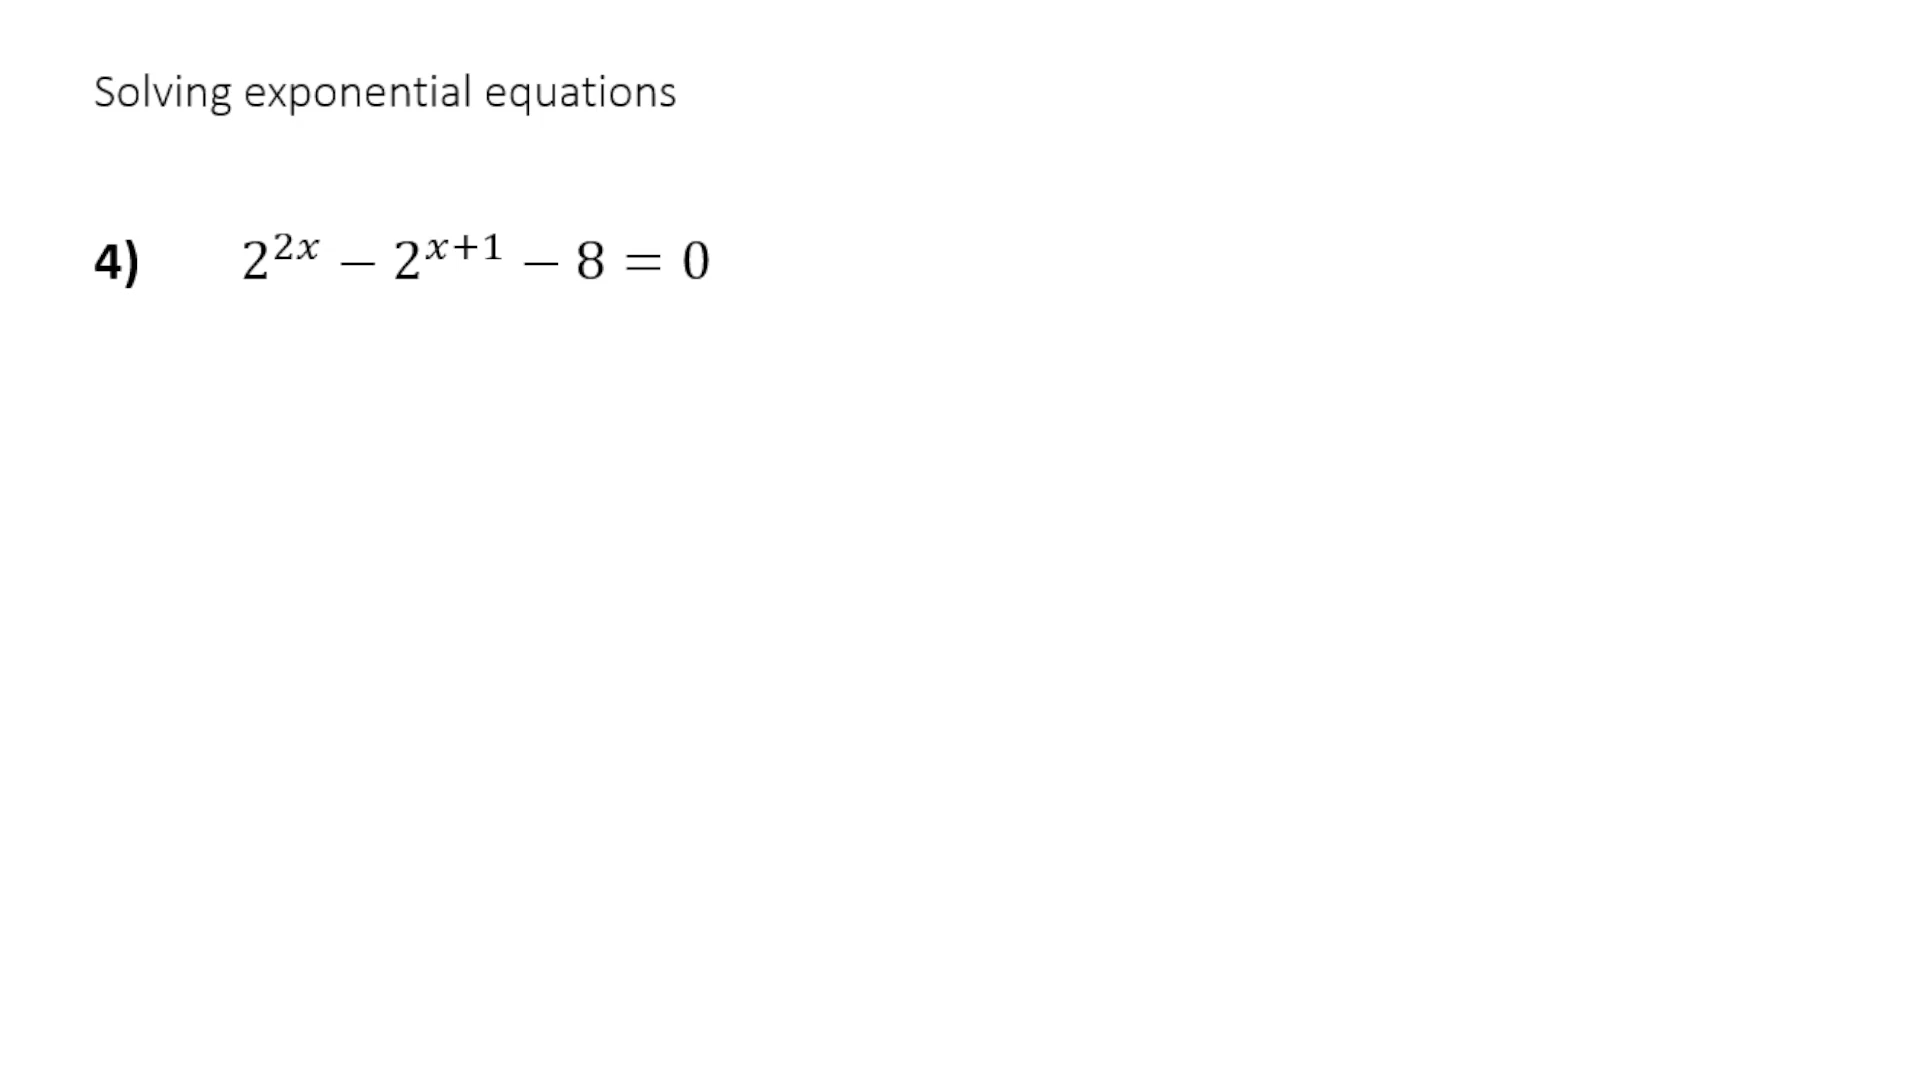 Solving exponential equations
4) 2^{2x} − 2^{x+1} − 8 = 0